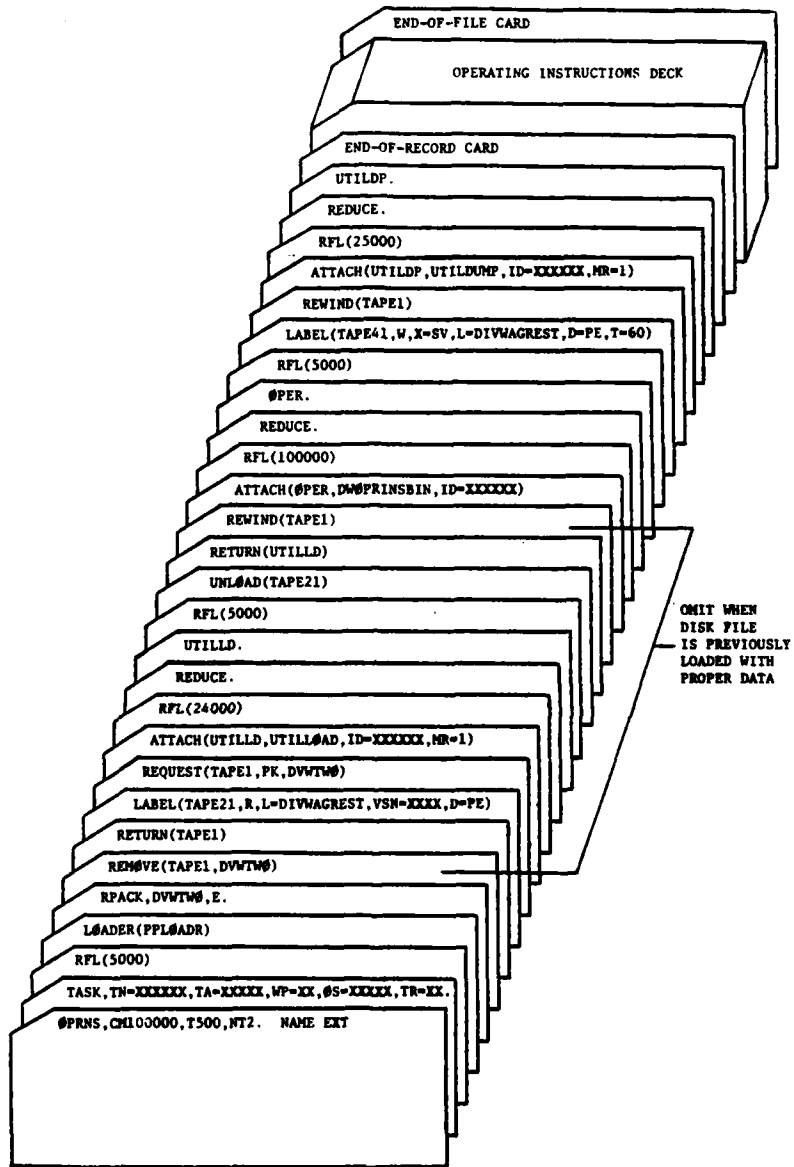 END-OF-FILE CARD
OPERATING INSTRUCTIONS DECK
END-OF-RECORD CARD
UTILDP.
REDUCE.
RFL(25000)
ATTACH(UTILDP,UTILDUMP,ID=XXXXXX,MR=1)
REWIND(TAPE1)
LABEL(TAPE41,W,X=SV,L=DIVWAGREST,D=PE,T=60)
RFL(5000)
ØPER.
REDUCE.
RFL(100000)
ATTACH(ØPER,DWØPRINSBIN,ID=XXXXXX)
REWIND(TAPE1)
RETURN(UTILLD)
UNLØAD(TAPE21)
RFL(5000)
UTILLD.
REDUCE.
RFL(24000)
ATTACH(UTILLD,UTILLØAD,ID=XXXXXX,MR=1)
REQUEST(TAPE1,PK,DVWTWØ)
LABEL(TAPE21,R,L=DIVWAGREST,VSN=XXXX,D=PE)
RETURN(TAPE1)
REMØVE(TAPE1,DVWTWØ)
RPACK,DVWTWØ,E.
LØADER(PPLØADR)
RFL(5000)
TASK,TN=XXXXXX,TA=XXXXX,WP=XX,ØS=XXXXX,TR=XX.
ØPRNS,CM100000,T500,NT2. NAME EXT
OMIT WHEN
DISK FILE
IS PREVIOUSLY
LOADED WITH
PROPER DATA